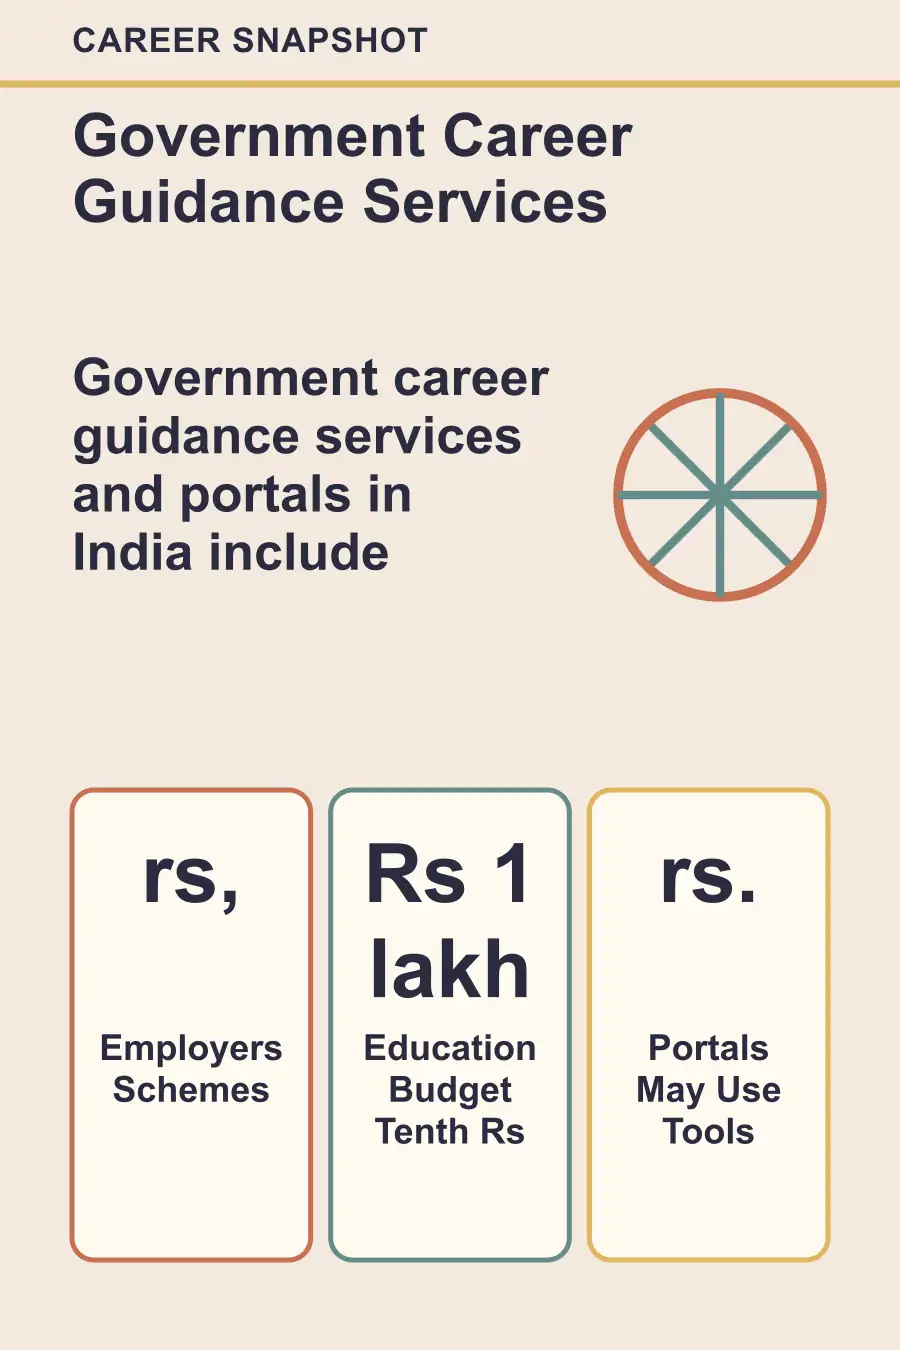 CAREER SNAPSHOT
Government Career
Guidance Services
Government career
guidance services
and portals in
India include
rs,
Employers
Schemes
Rs 1
lakh
Education
Budget
Tenth Rs
rs.
Portals
May Use
Tools